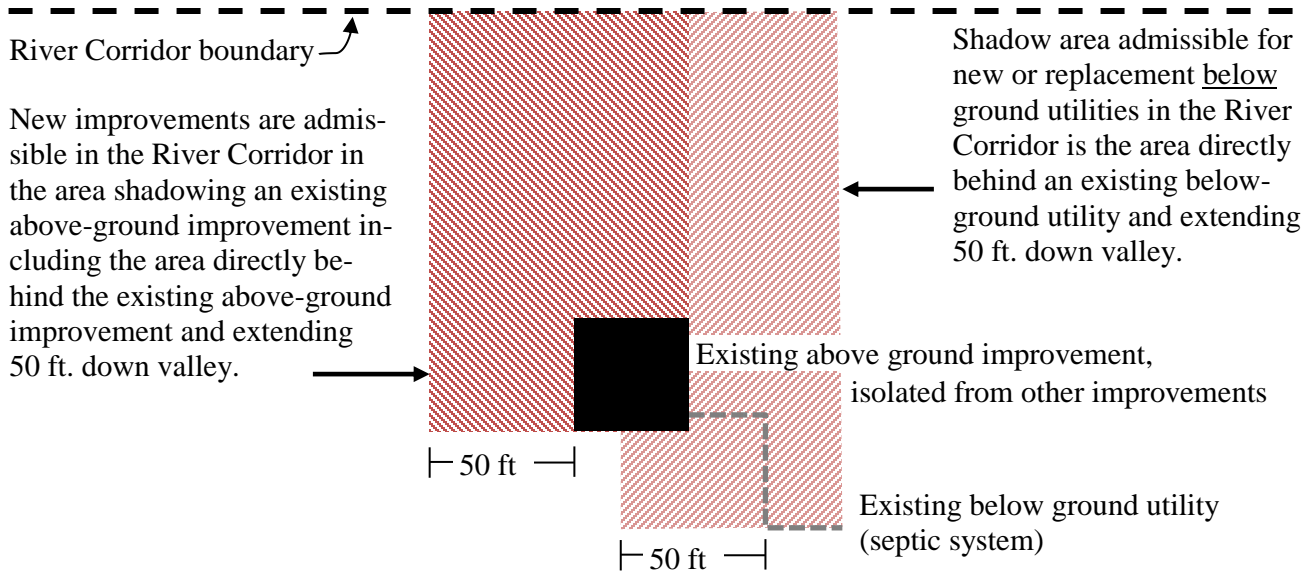 River Corridor boundary
New improvements are admis-
sible in the River Corridor in
the area shadowing an existing
above-ground improvement in-
cluding the area directly be-
hind the existing above-ground
improvement and extending
50 ft. down valley.
Shadow area admissible for
new or replacement below
ground utilities in the River
Corridor is the area directly
behind an existing below-
ground utility and extending
50 ft. down valley.
Existing above ground improvement,
isolated from other improvements
50 ft
Existing below ground utility
(septic system)
50 ft